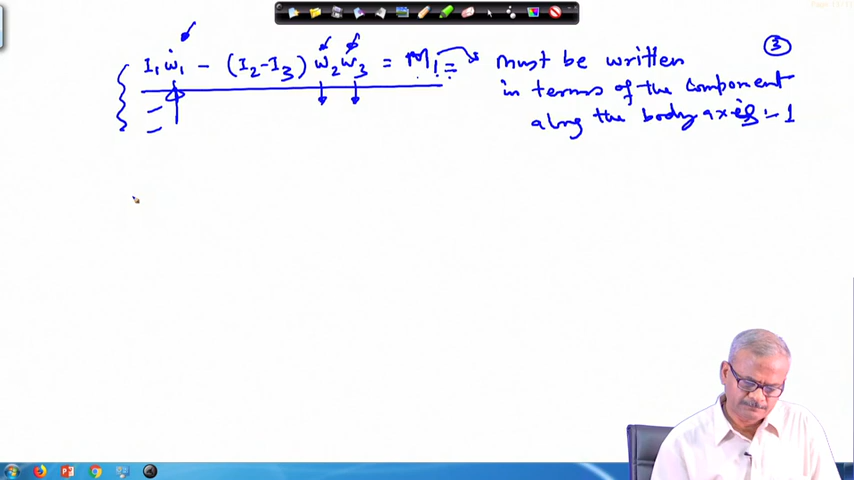 I₁ω̇₁ − (I₂−I₃) ω₂ω₃ = M₁ = must be written
in terms of the component
along the body axis - 1
3